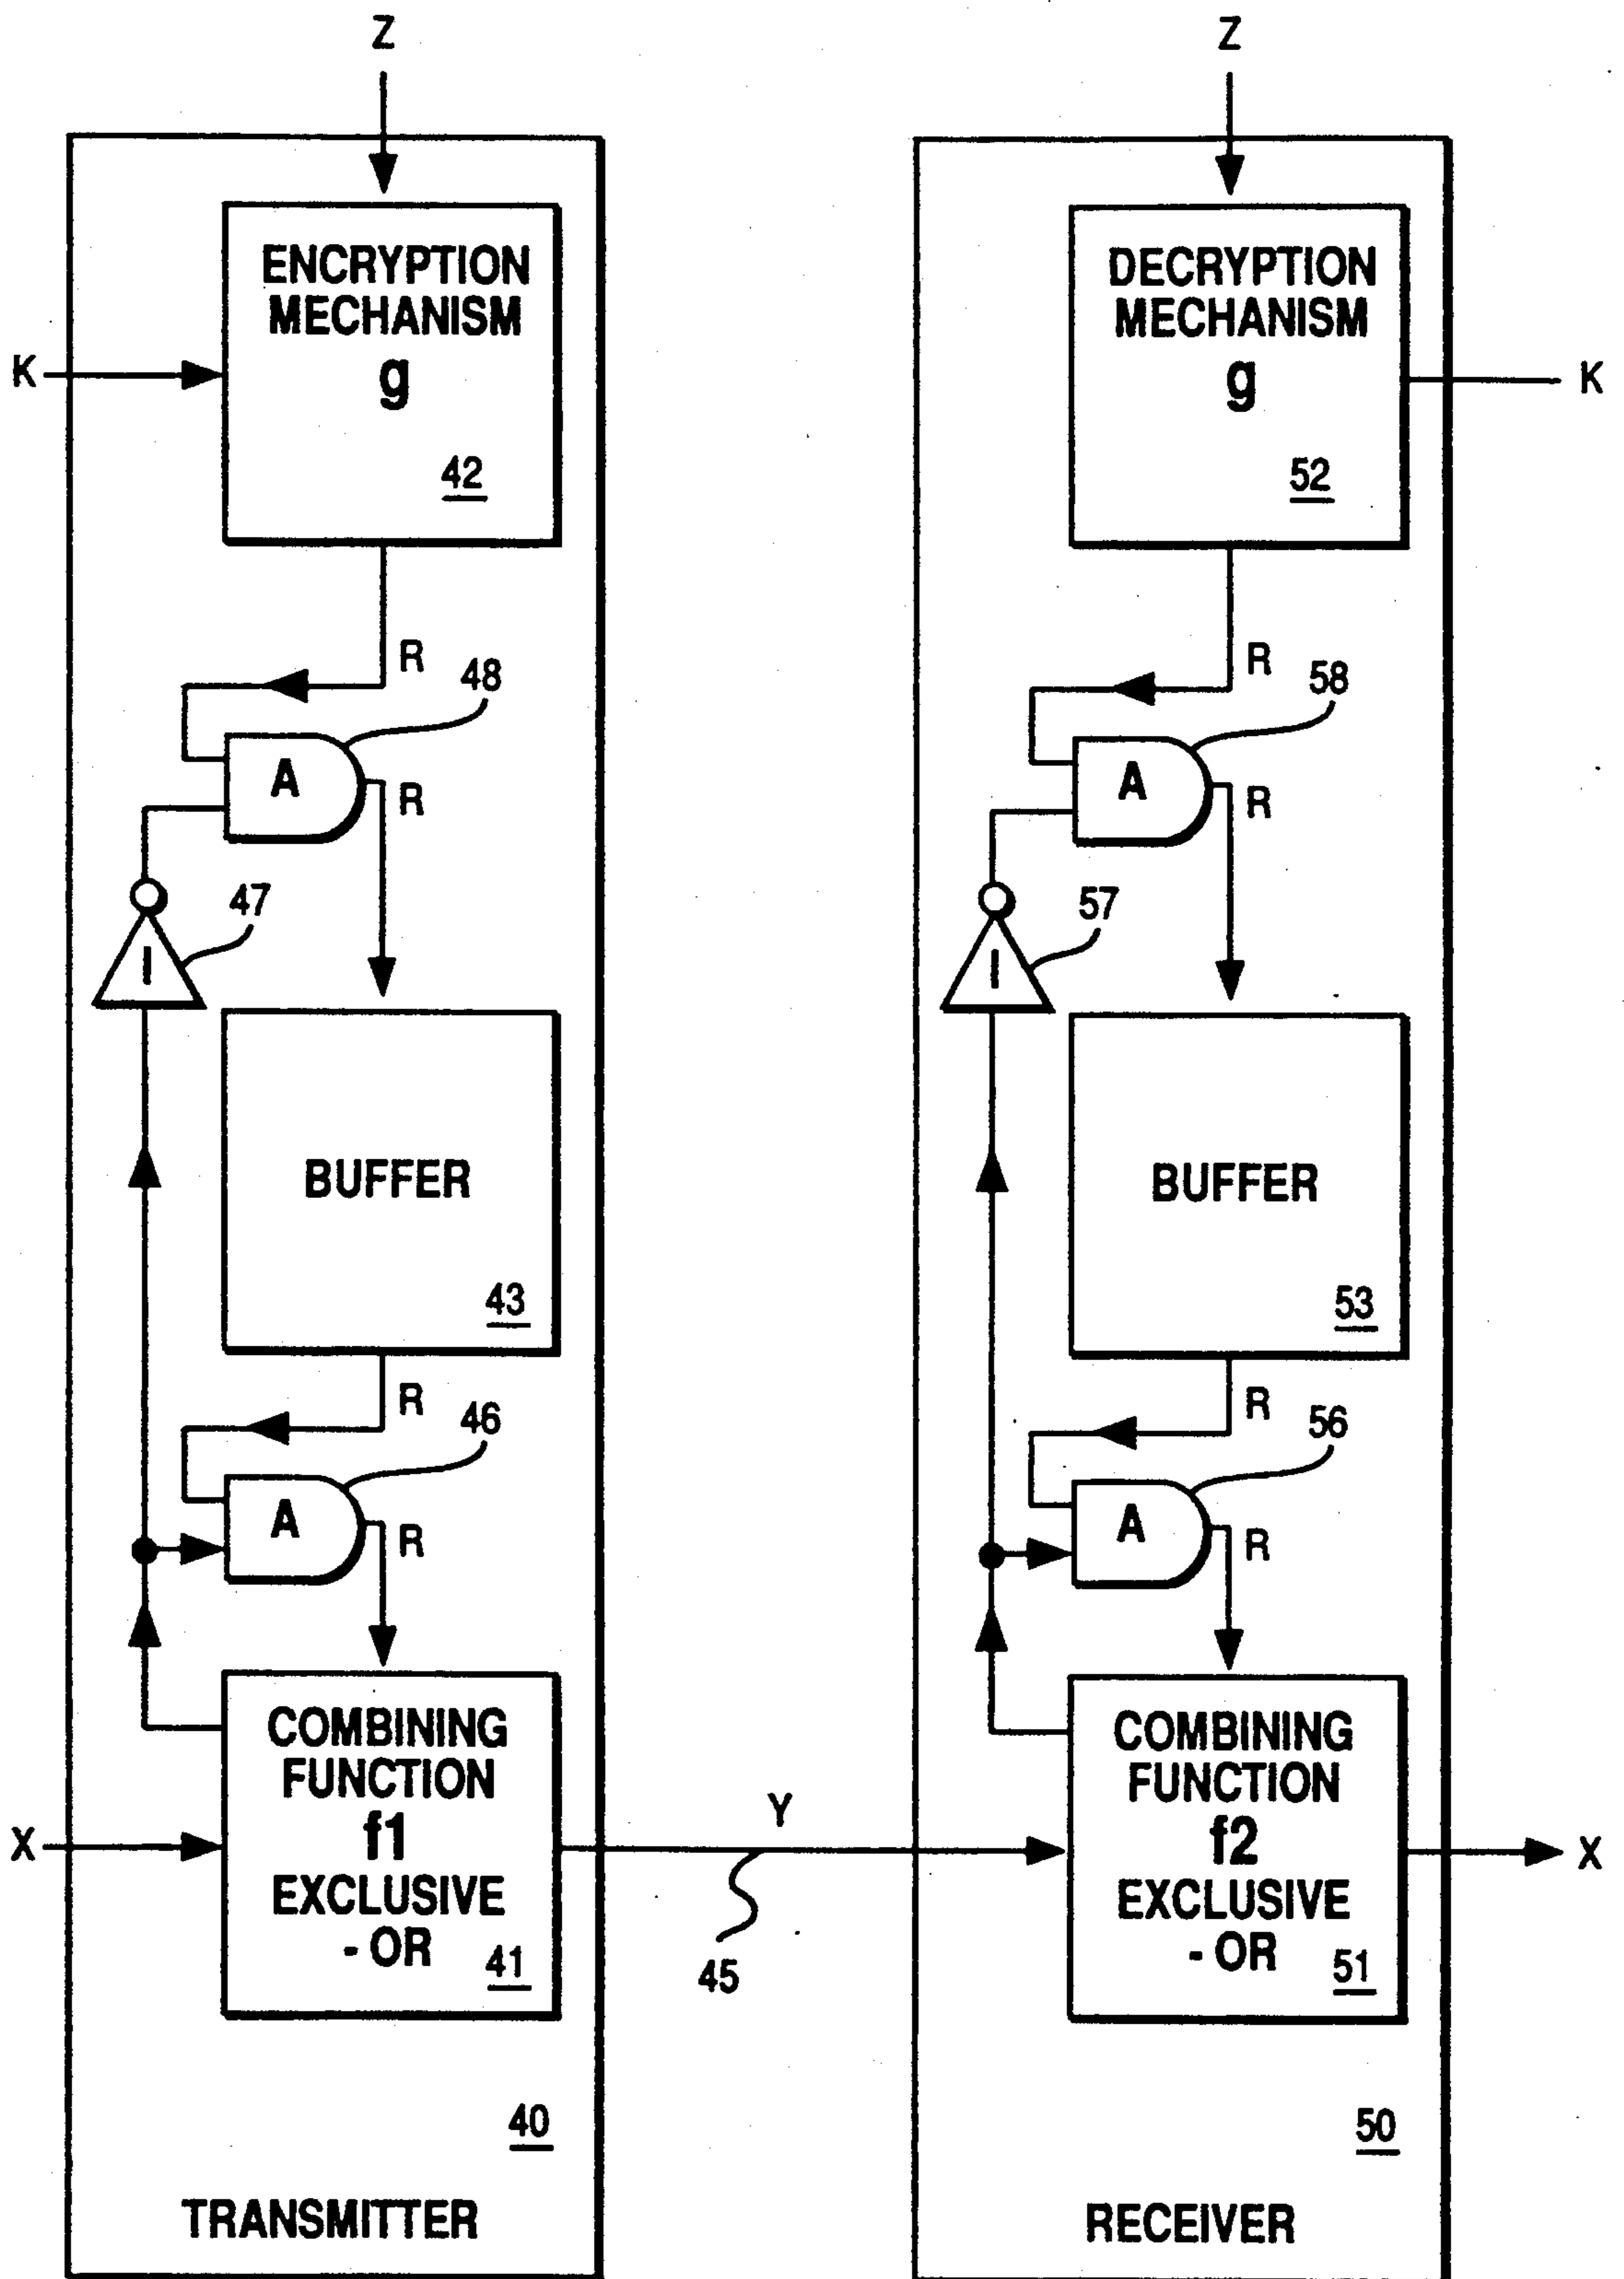 Z
ENCRYPTION
MECHANISM
g
42
K
R
48
A
R
47
I
BUFFER
43
R
46
A
R
COMBINING
FUNCTION
f1
EXCLUSIVE
- OR
41
X
40
TRANSMITTER
Y
45
Z
DECRYPTION
MECHANISM
g
52
K
R
58
A
R
57
I
BUFFER
53
R
56
A
R
COMBINING
FUNCTION
f2
EXCLUSIVE
- OR
51
X
50
RECEIVER